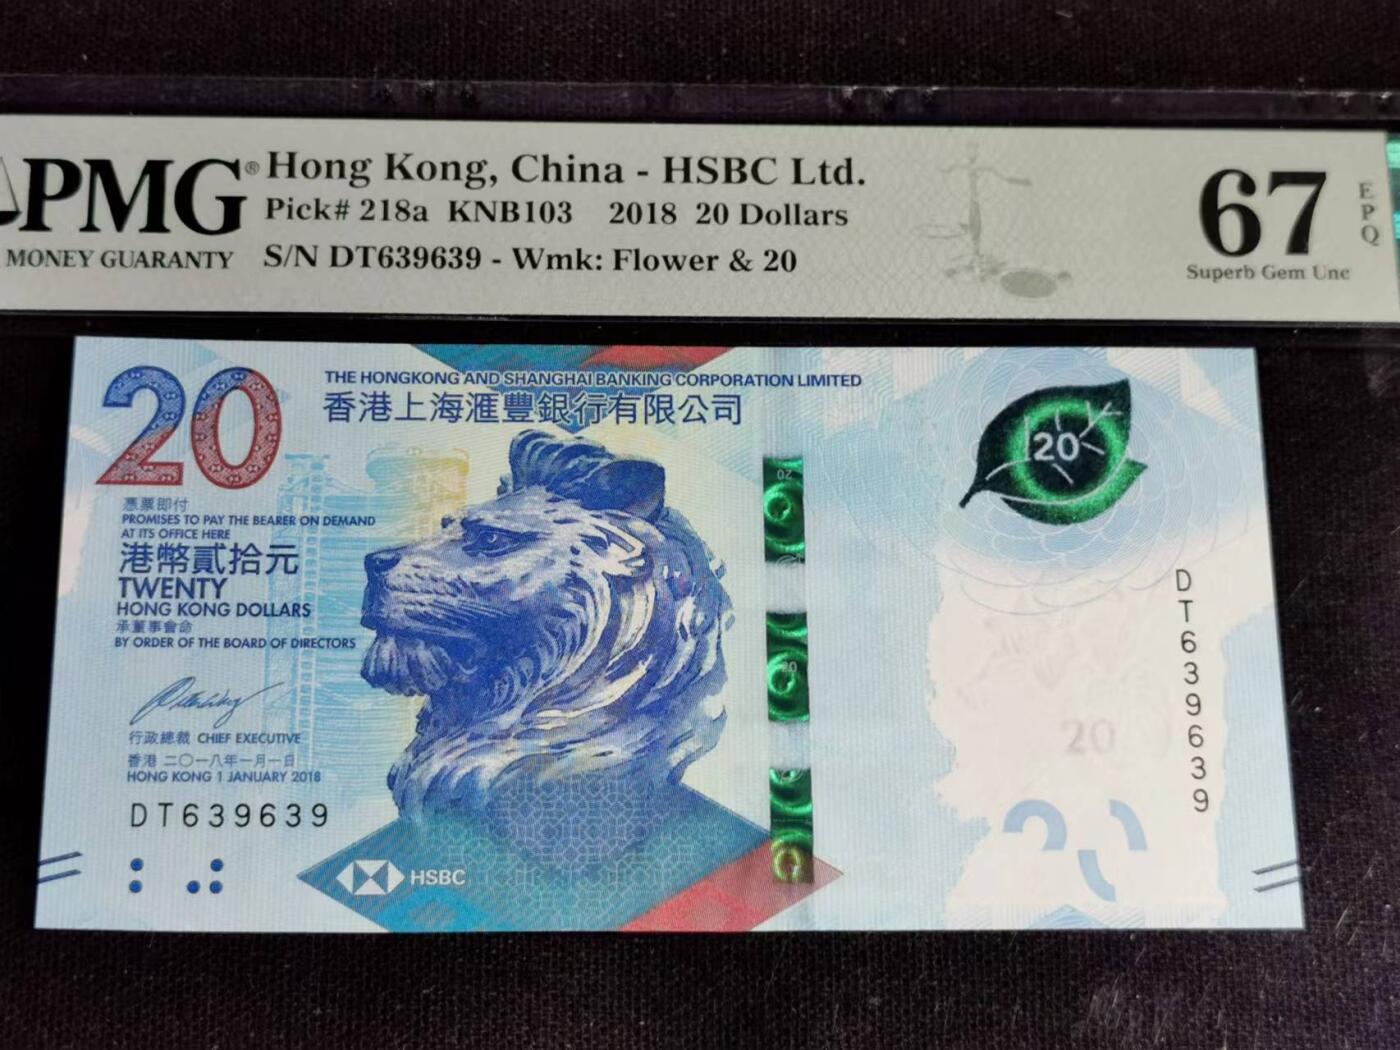 PMG®
MONEY GUARANTY
Hong Kong, China - HSBC Ltd.
Pick# 218a KNB103 2018 20 Dollars
S/N DT639639 - Wmk: Flower & 20
67
EPQ
Superb Gem Unc
20
THE HONGKONG AND SHANGHAI BANKING CORPORATION LIMITED
香港上海滙豐銀行有限公司
憑票即付
PROMISES TO PAY THE BEARER ON DEMAND
AT ITS OFFICE HERE
港幣貳拾元
TWENTY
HONG KONG DOLLARS
承董事會命
BY ORDER OF THE BOARD OF DIRECTORS
行政總裁 CHIEF EXECUTIVE
香港 二〇一八年一月一日
HONG KONG 1 JANUARY 2018
DT639639
HSBC
20
20
20
DT639639
20